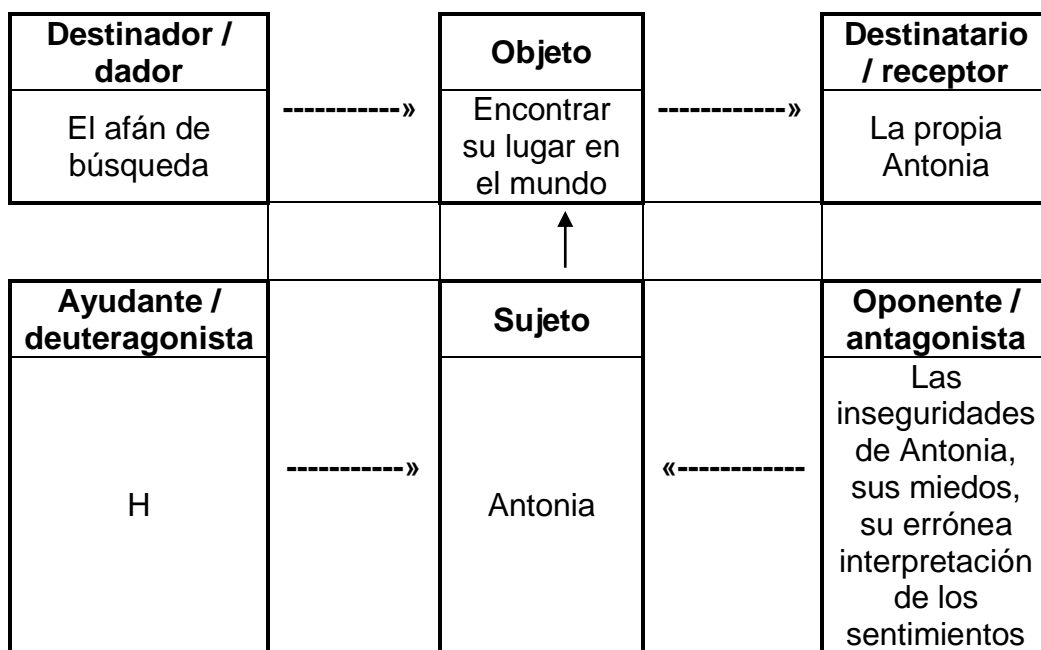 Destinador /
dador
Objeto
Destinatario
/ receptor
El afán de
búsqueda
-----------»
Encontrar
su lugar en
el mundo
------------»
La propia
Antonia
Ayudante /
deuteragonista
Sujeto
Oponente /
antagonista
H
-----------»
Antonia
«------------
Las
inseguridades
de Antonia,
sus miedos,
su errónea
interpretación
de los
sentimientos